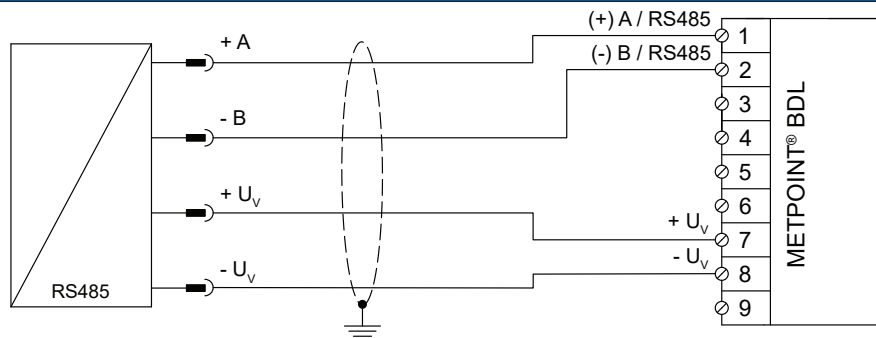 (+) A / RS485
+ A
1
(-) B / RS485
2
3
- B
4
5
+ UV
6
+ UV
7
- UV
- UV
8
RS485
9
METPOINT® BDL